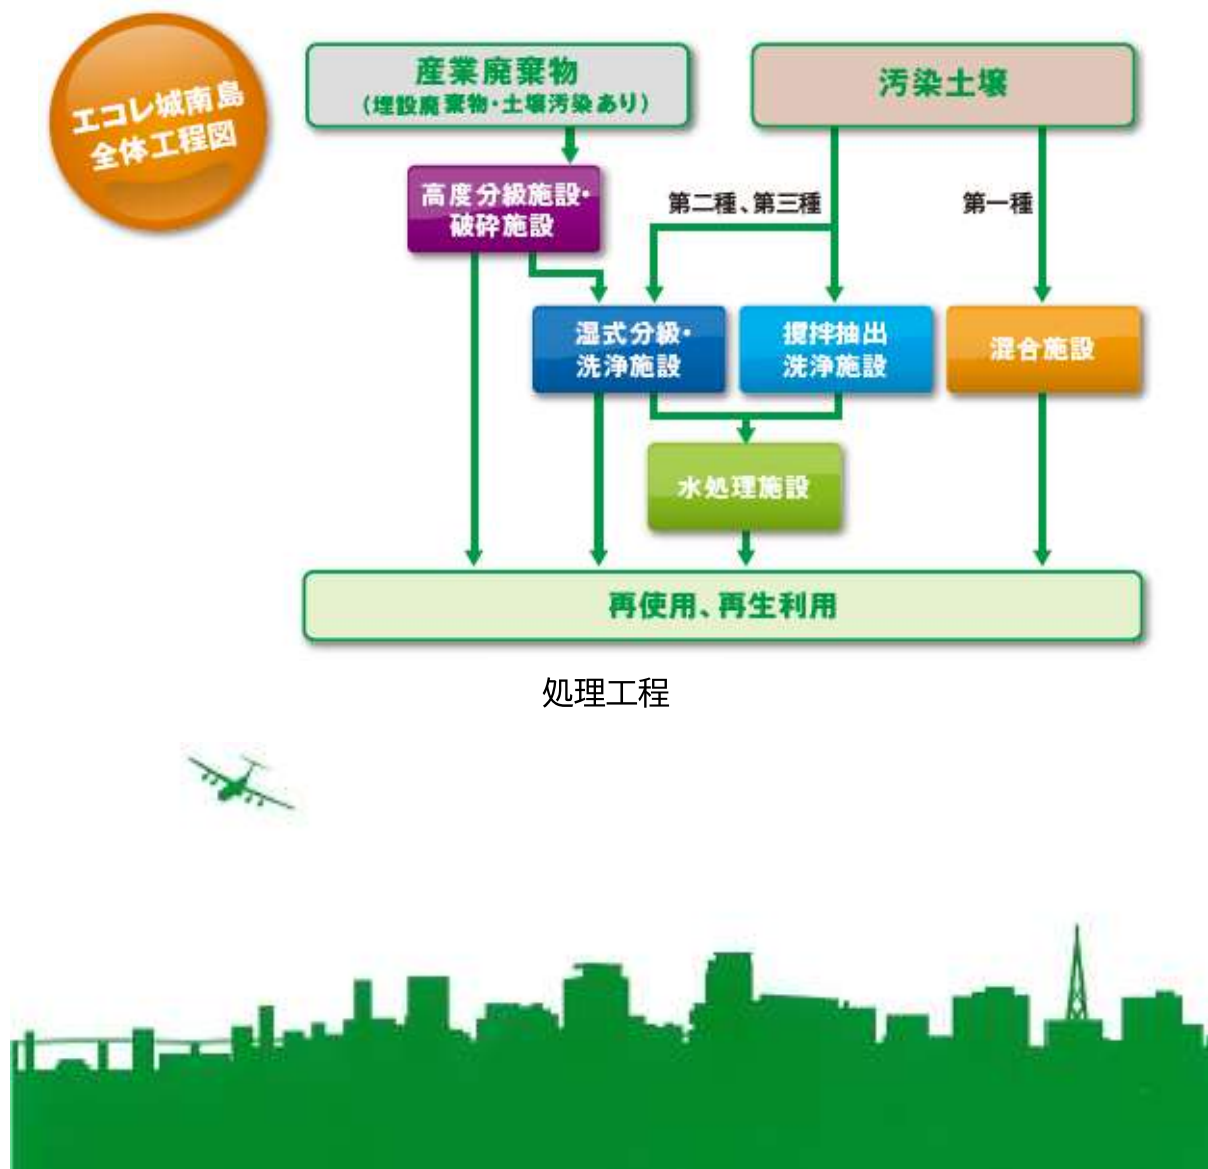 エコレ城南島
全体工程図
産業廃棄物
(埋設廃棄物・土壌汚染あり)
汚染土壌
高度分級施設・
破砕施設
第二種、第三種
第一種
湿式分級・
洗浄施設
撹拌抽出
洗浄施設
混合施設
水処理施設
再使用、再生利用
処理工程